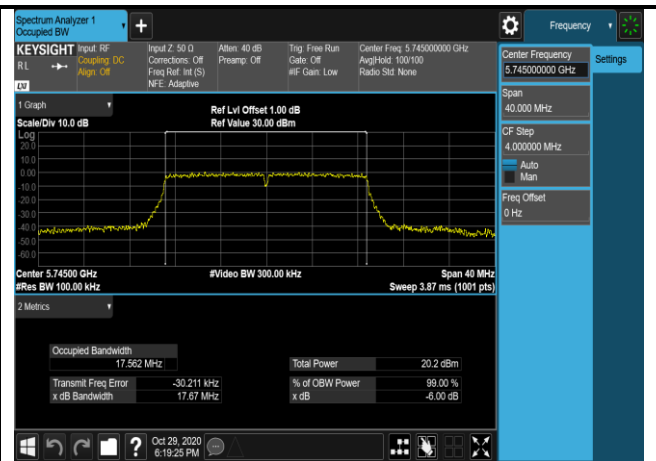 Spectrum Analyzer 1
Occupied BW
Frequency
KEYSIGHT
RL
LXI
Input: RF
Coupling: DC
Align: Off
Input Z: 50 Ω
Corrections: Off
Freq Ref: Int (S)
NFE: Adaptive
Atten: 40 dB
Preamp: Off
Trig: Free Run
Gate: Off
#IF Gain: Low
Center Freq: 5.745000000 GHz
Avg|Hold: 100/100
Radio Std: None
Center Frequency
5.745000000 GHz
Settings
Span
40.000 MHz
CF Step
4.000000 MHz
Auto
Man
Freq Offset
0 Hz
1 Graph
Scale/Div 10.0 dB
Ref Lvl Offset 1.00 dB
Ref Value 30.00 dBm
Log
20.0
10.0
0.00
-10.0
-20.0
-30.0
-40.0
-50.0
-60.0
Center 5.74500 GHz
#Video BW 300.00 kHz
Span 40 MHz
#Res BW 100.00 kHz
Sweep 3.87 ms (1001 pts)
2 Metrics
Occupied Bandwidth
17.562 MHz
Total Power 20.2 dBm
Transmit Freq Error -30.211 kHz
% of OBW Power 99.00 %
x dB Bandwidth 17.67 MHz
x dB -6.00 dB
?
Oct 29, 2020
6:19:25 PM